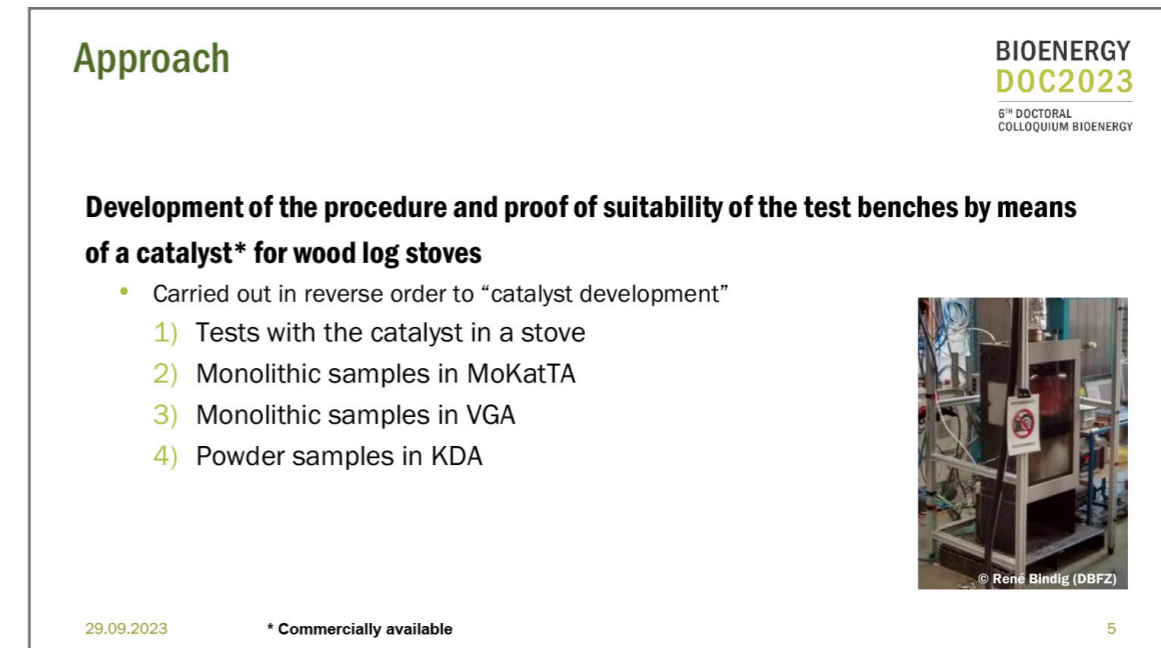 Approach
BIOENERGY
DOC2023
6TH DOCTORAL
COLLOQUIUM BIOENERGY
Development of the procedure and proof of suitability of the test benches by means
of a catalyst* for wood log stoves
• Carried out in reverse order to “catalyst development”
1) Tests with the catalyst in a stove
2) Monolithic samples in MoKatTA
3) Monolithic samples in VGA
4) Powder samples in KDA
© René Bindig (DBFZ)
29.09.2023
* Commercially available
5